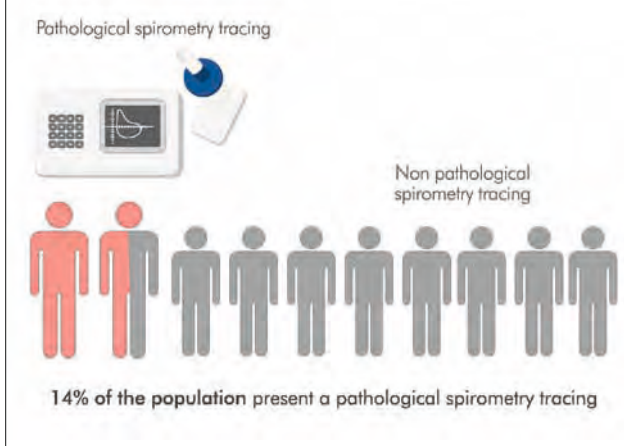 Pathological spirometry tracing
Non pathological
spirometry tracing
14% of the population present a pathological spirometry tracing